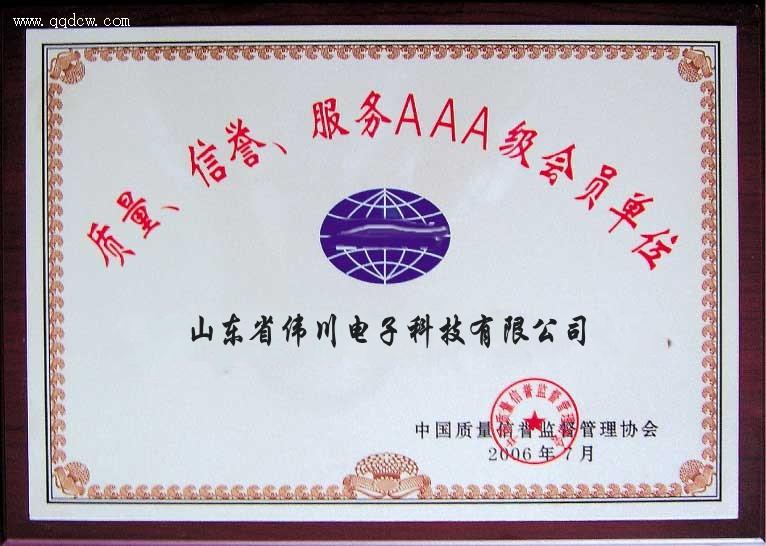 www.qqdcw.com
质量、信誉、服务AAA级会员单位
山东省伟川电子科技有限公司
中国质量信誉监督管理协会
2006年7月